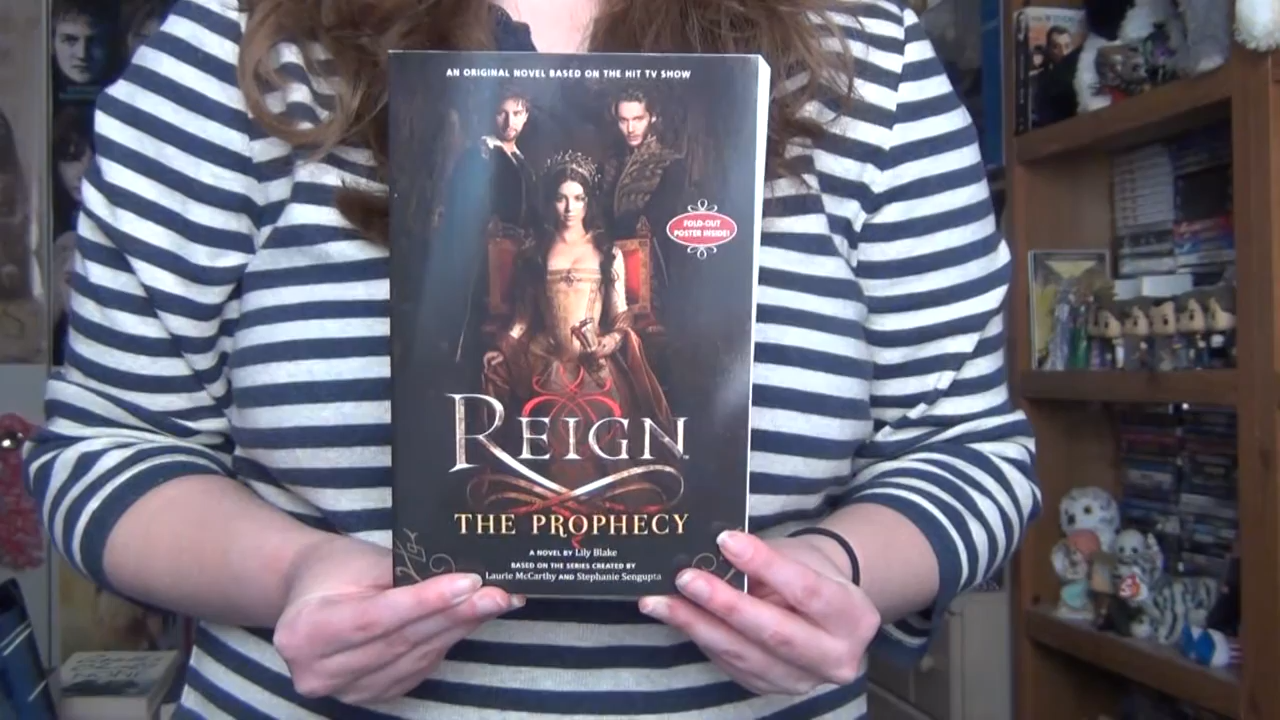 AN ORIGINAL NOVEL BASED ON THE HIT TV SHOW
FOLD-OUT
POSTER INSIDE!
REIGN
THE PROPHECY
A NOVEL BY Lily Blake
BASED ON THE SERIES CREATED BY
Laurie McCarthy AND Stephanie Sengupta